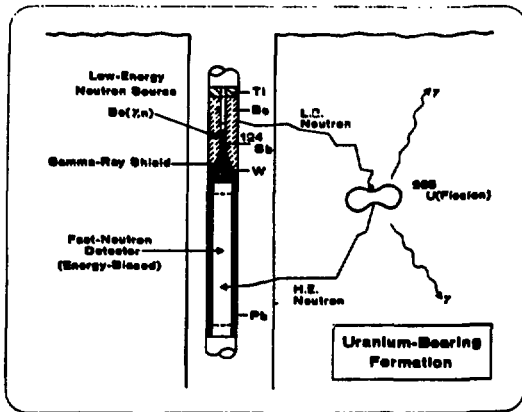 Low-Energy
Neutron Source
Be(γ,n)
Gamma-Ray Shield
Fast-Neutron
Detector
(Energy-Biased)
Ti
Be
124
Sb
W
Pb
L.E.
Neutron
H.E.
Neutron
γ
235
U(Fission)
γ
Uranium-Bearing
Formation